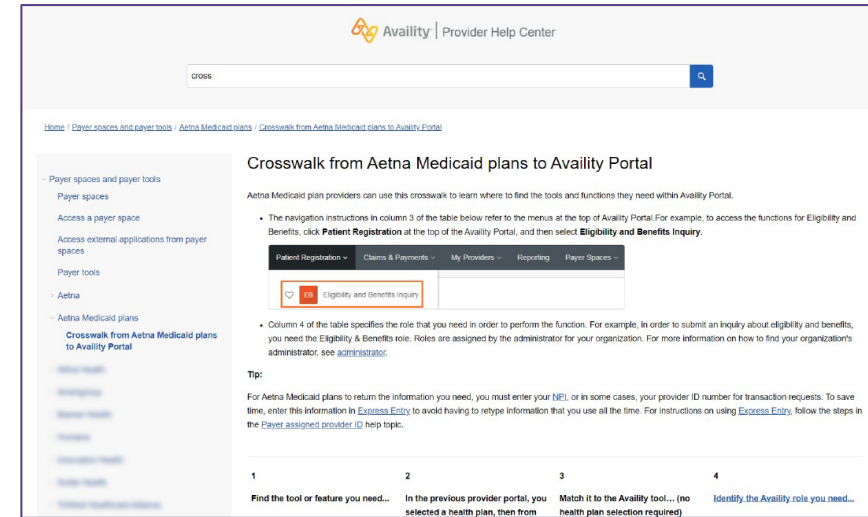 Availity | Provider Help Center
cross
Home / Payer spaces and payer tools / Aetna Medicaid plans / Crosswalk from Aetna Medicaid plans to Availity Portal
Payer spaces and payer tools
Payer spaces
Access a payer space
Access external applications from payer
spaces
Payer tools
Aetna
Aetna Medicaid plans
Crosswalk from Aetna Medicaid plans
to Availity Portal
Crosswalk from Aetna Medicaid plans to Availity Portal
Aetna Medicaid plan providers can use this crosswalk to learn where to find the tools and functions they need within Availity Portal.
• The navigation instructions in column 3 of the table below refer to the menus at the top of Availity Portal.For example, to access the functions for Eligibility and
Benefits, click Patient Registration at the top of the Availity Portal, and then select Eligibility and Benefits Inquiry.
Patient Registration Claims & Payments My Providers Reporting Payer Spaces
EB Eligibility and Benefits Inquiry
• Column 4 of the table specifies the role that you need in order to perform the function. For example, in order to submit an inquiry about eligibility and benefits,
you need the Eligibility & Benefits role. Roles are assigned by the administrator for your organization. For more information on how to find your organization's
administrator, see administrator.
Tip:
For Aetna Medicaid plans to return the information you need, you must enter your NPI, or in some cases, your provider ID number for transaction requests. To save
time, enter this information in Express Entry to avoid having to retype information that you use all the time. For instructions on using Express Entry, follow the steps in
the Payer assigned provider ID help topic.
1 2 3 4
Find the tool or feature you need... In the previous provider portal, you Match it to the Availity tool... (no Identify the Availity role you need...
selected a health plan, then from health plan selection required)